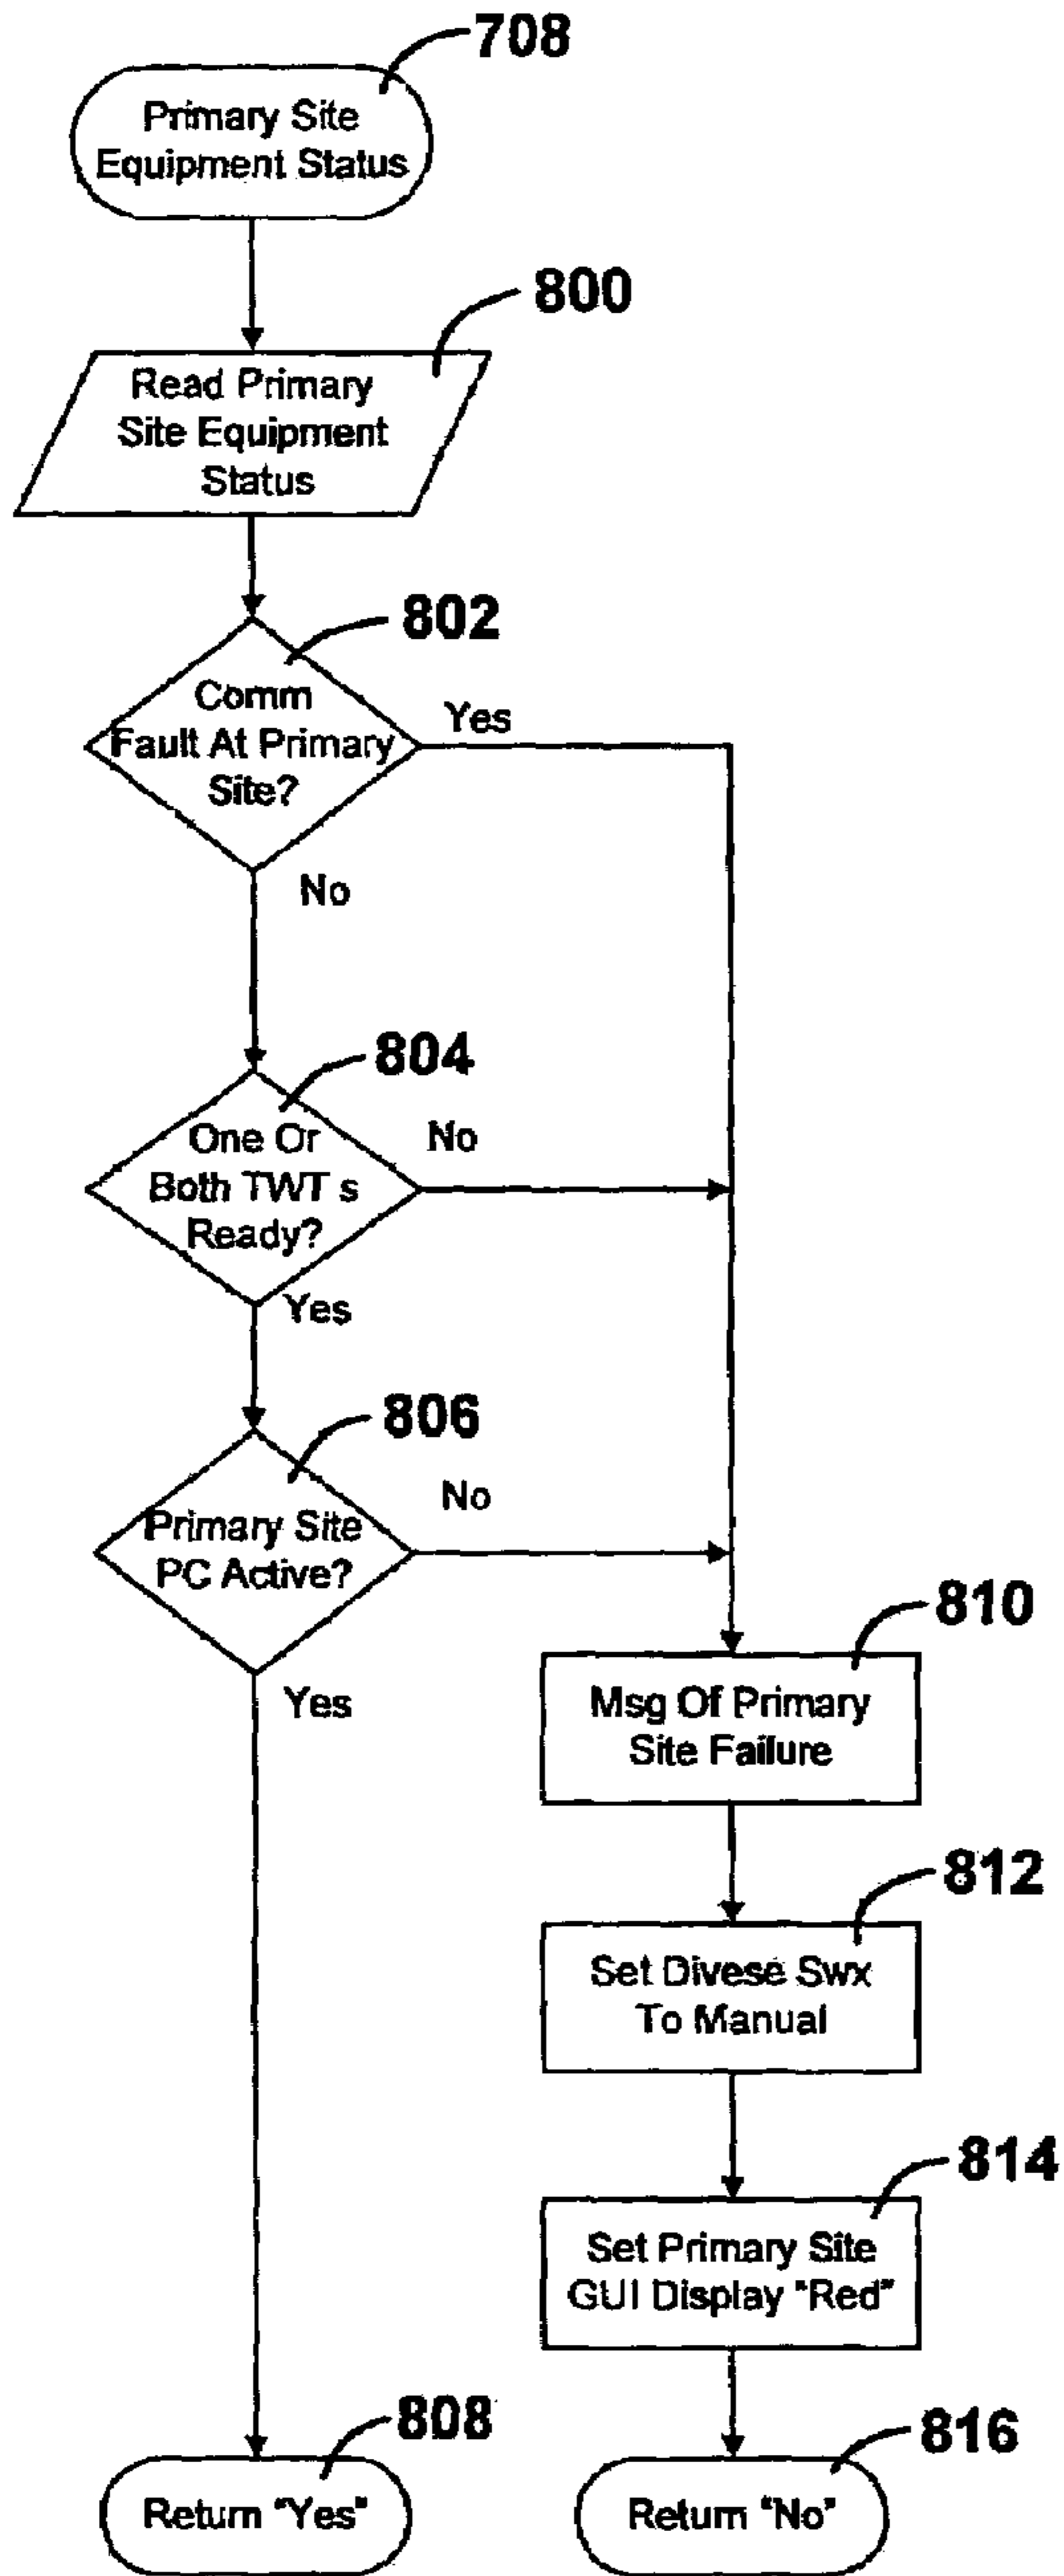 708
Primary Site
Equipment Status
800
Read Primary
Site Equipment
Status
802
Comm
Fault At Primary
Site?
Yes
No
804
One Or
Both TWT s
Ready?
No
Yes
806
Primary Site
PC Active?
No
Yes
810
Msg Of Primary
Site Failure
812
Set Divese Swx
To Manual
814
Set Primary Site
GUI Display "Red"
808
Return "Yes"
816
Return "No"